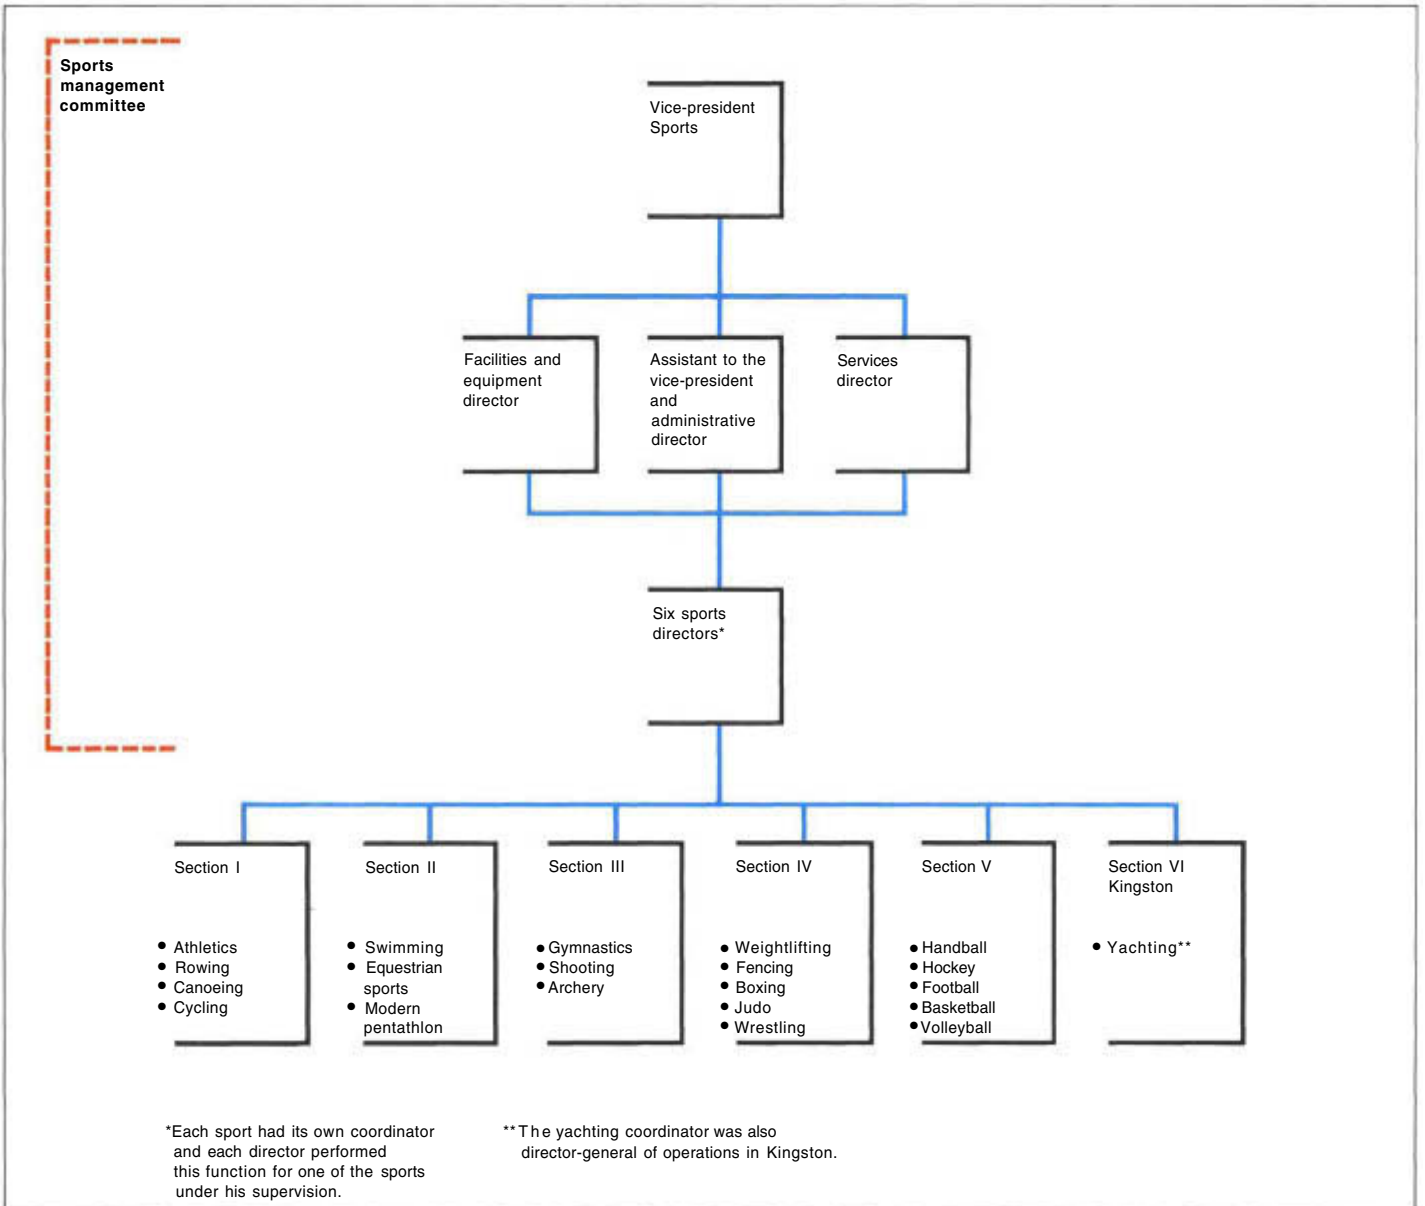 Sports
management
committee
Vice-president
Sports
Facilities and
equipment
director
Assistant to the
vice-president
and
administrative
director
Services
director
Six sports
directors*
Section I
• Athletics
• Rowing
• Canoeing
• Cycling
Section II
• Swimming
• Equestrian
sports
• Modern
pentathlon
Section III
• Gymnastics
• Shooting
• Archery
Section IV
• Weightlifting
• Fencing
• Boxing
• Judo
• Wrestling
Section V
• Handball
• Hockey
• Football
• Basketball
• Volleyball
Section VI
Kingston
• Yachting**
*Each sport had its own coordinator
and each director performed
this function for one of the sports
under his supervision.
**The yachting coordinator was also
director-general of operations in Kingston.